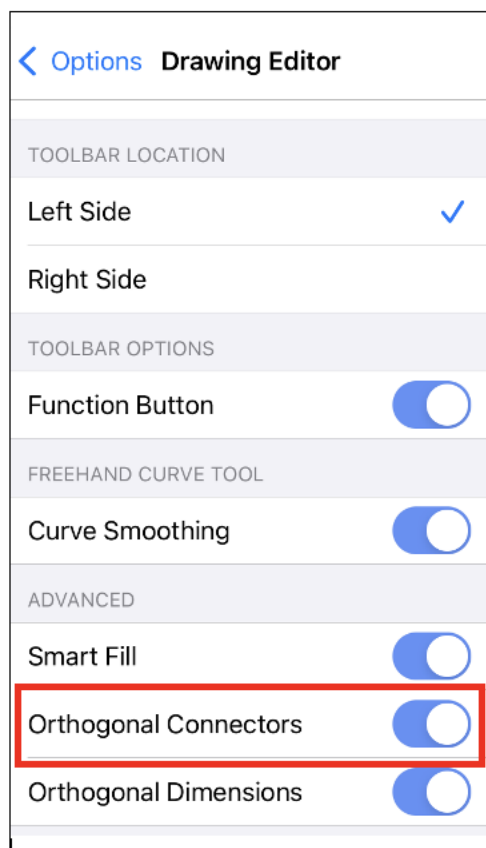 Options Drawing Editor
TOOLBAR LOCATION
Left Side
Right Side
TOOLBAR OPTIONS
Function Button
FREEHAND CURVE TOOL
Curve Smoothing
ADVANCED
Smart Fill
Orthogonal Connectors
Orthogonal Dimensions